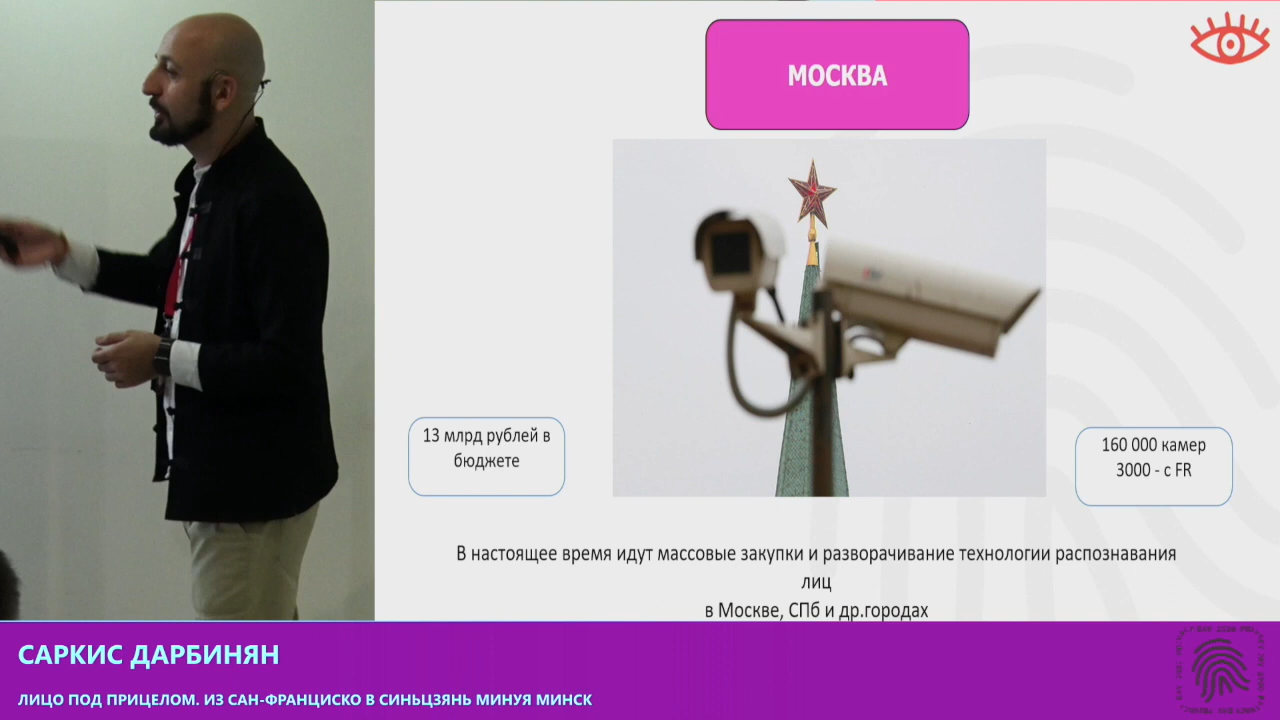 МОСКВА
13 млрд рублей в
бюджете
160 000 камер
3000 - с FR
В настоящее время идут массовые закупки и разворачивание технологии распознавания
лиц
в Москве, СПб и др.городах
САРКИС ДАРБИНЯН
ЛИЦО ПОД ПРИЦЕЛОМ. ИЗ САН-ФРАНЦИСКО В СИНЬЦЗЯНЬ МИНУЯ МИНСК